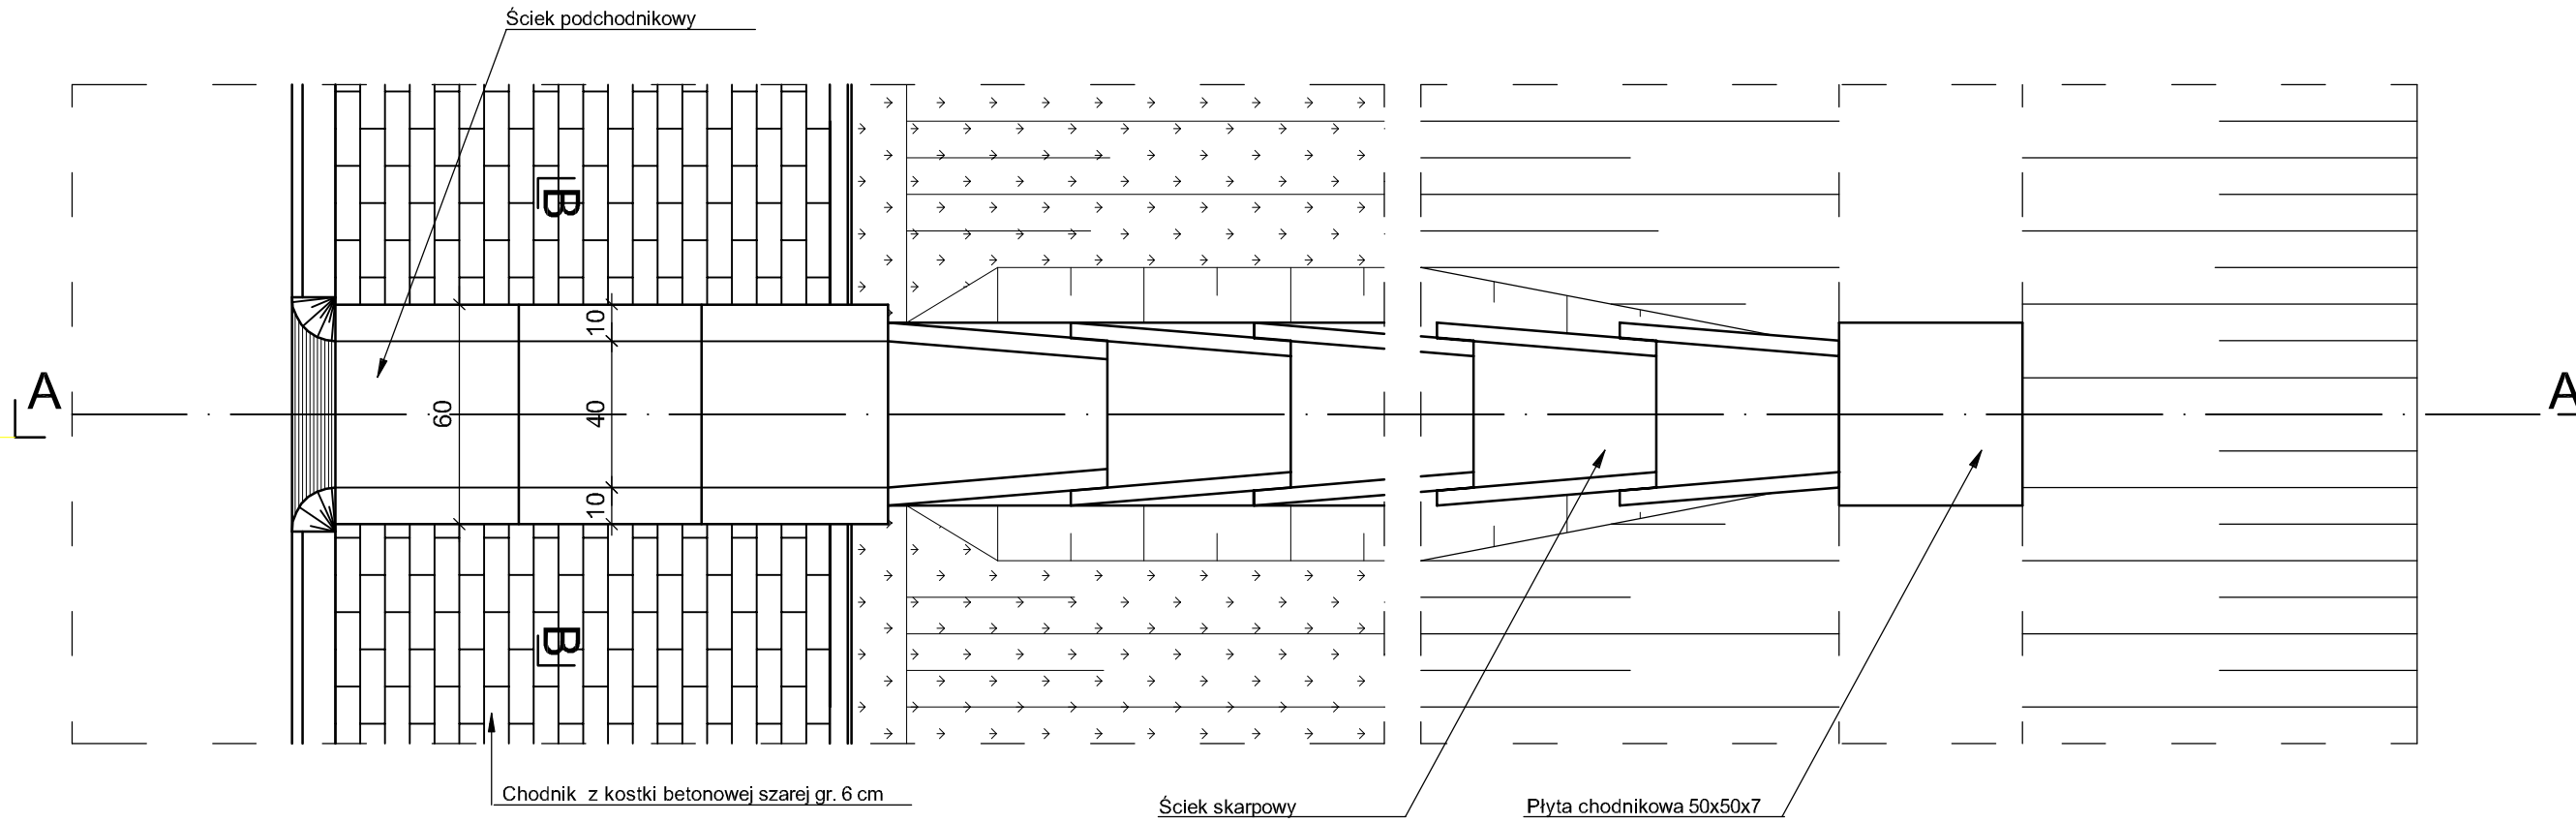 Ściek podchodnikowy
B
10
A
60
40
A
10
B
Chodnik z kostki betonowej szarej gr. 6 cm
Ściek skarpowy
Płyta chodnikowa 50x50x7